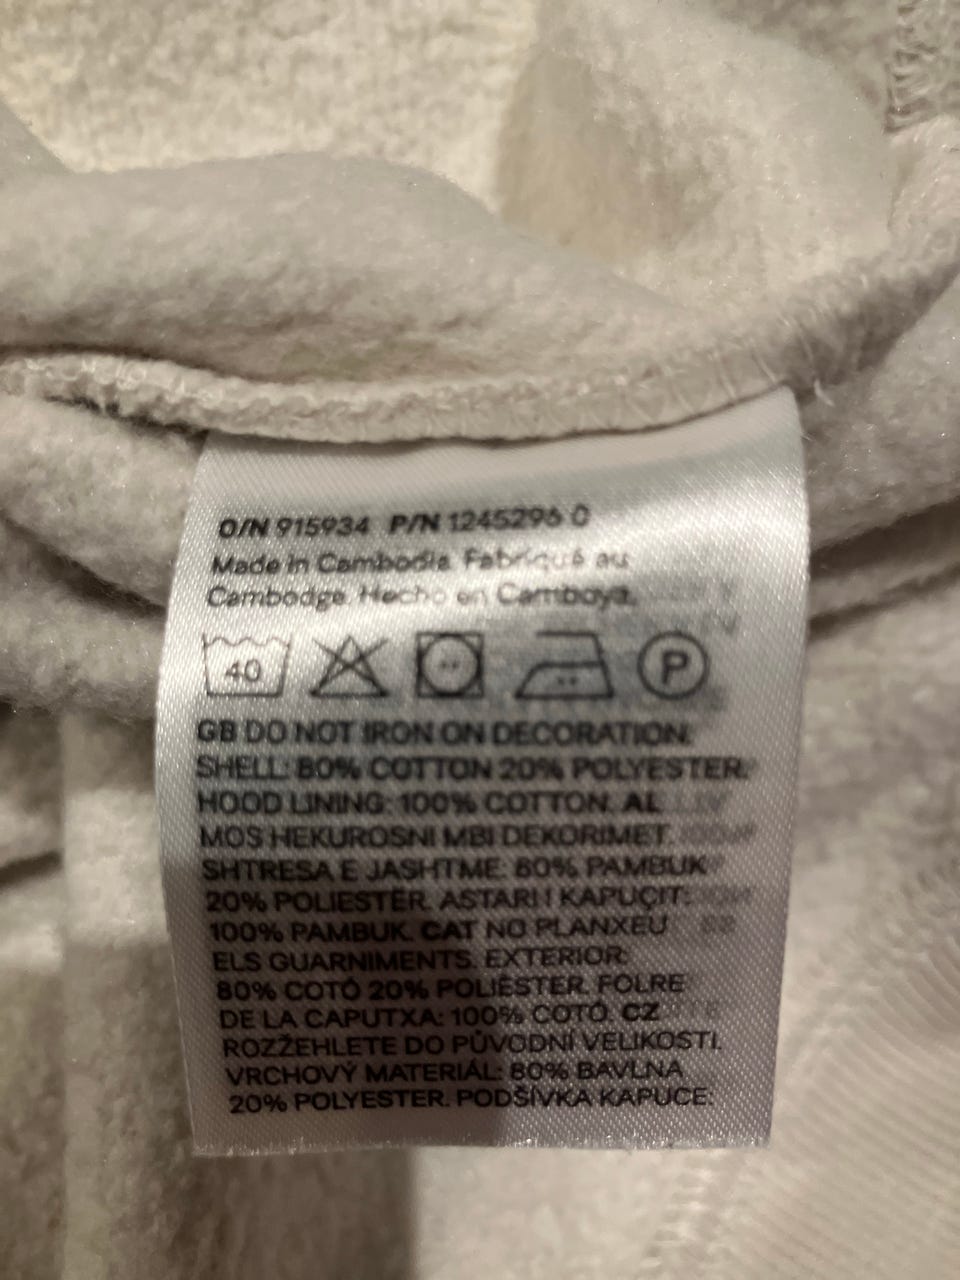 O/N 915934 P/N 1245296 0
Made in Cambodia. Fabriqué au
Cambodge. Hecho en Camboya.
40
P
GB DO NOT IRON ON DECORATION.
SHELL: 80% COTTON 20% POLYESTER.
HOOD LINING: 100% COTTON. AL
MOS HEKUROSNI MBI DEKORIMET.
SHTRESA E JASHTME: 80% PAMBUK
20% POLIESTËR. ASTARI I KAPUÇIT:
100% PAMBUK. CAT NO PLANXEU
ELS GUARNIMENTS. EXTERIOR:
80% COTÓ 20% POLIÈSTER. FOLRE
DE LA CAPUTXA: 100% COTÓ. CZ
ROZŽEHLETE DO PŮVODNÍ VELIKOSTI.
VRCHOVÝ MATERIÁL: 80% BAVLNA
20% POLYESTER. PODŠÍVKA KAPUCE: